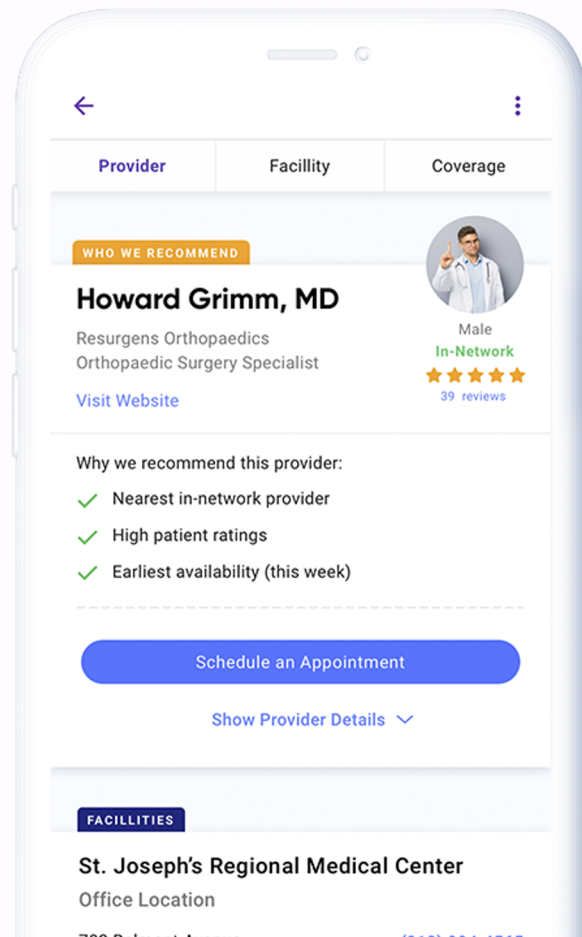 Provider
Facillity
Coverage
WHO WE RECOMMEND
Howard Grimm, MD
Resurgens Orthopaedics
Orthopaedic Surgery Specialist
Visit Website
Male
In-Network
39 reviews
Why we recommend this provider:
Nearest in-network provider
High patient ratings
Earliest availability (this week)
Schedule an Appointment
Show Provider Details
FACILLITIES
St. Joseph's Regional Medical Center
Office Location